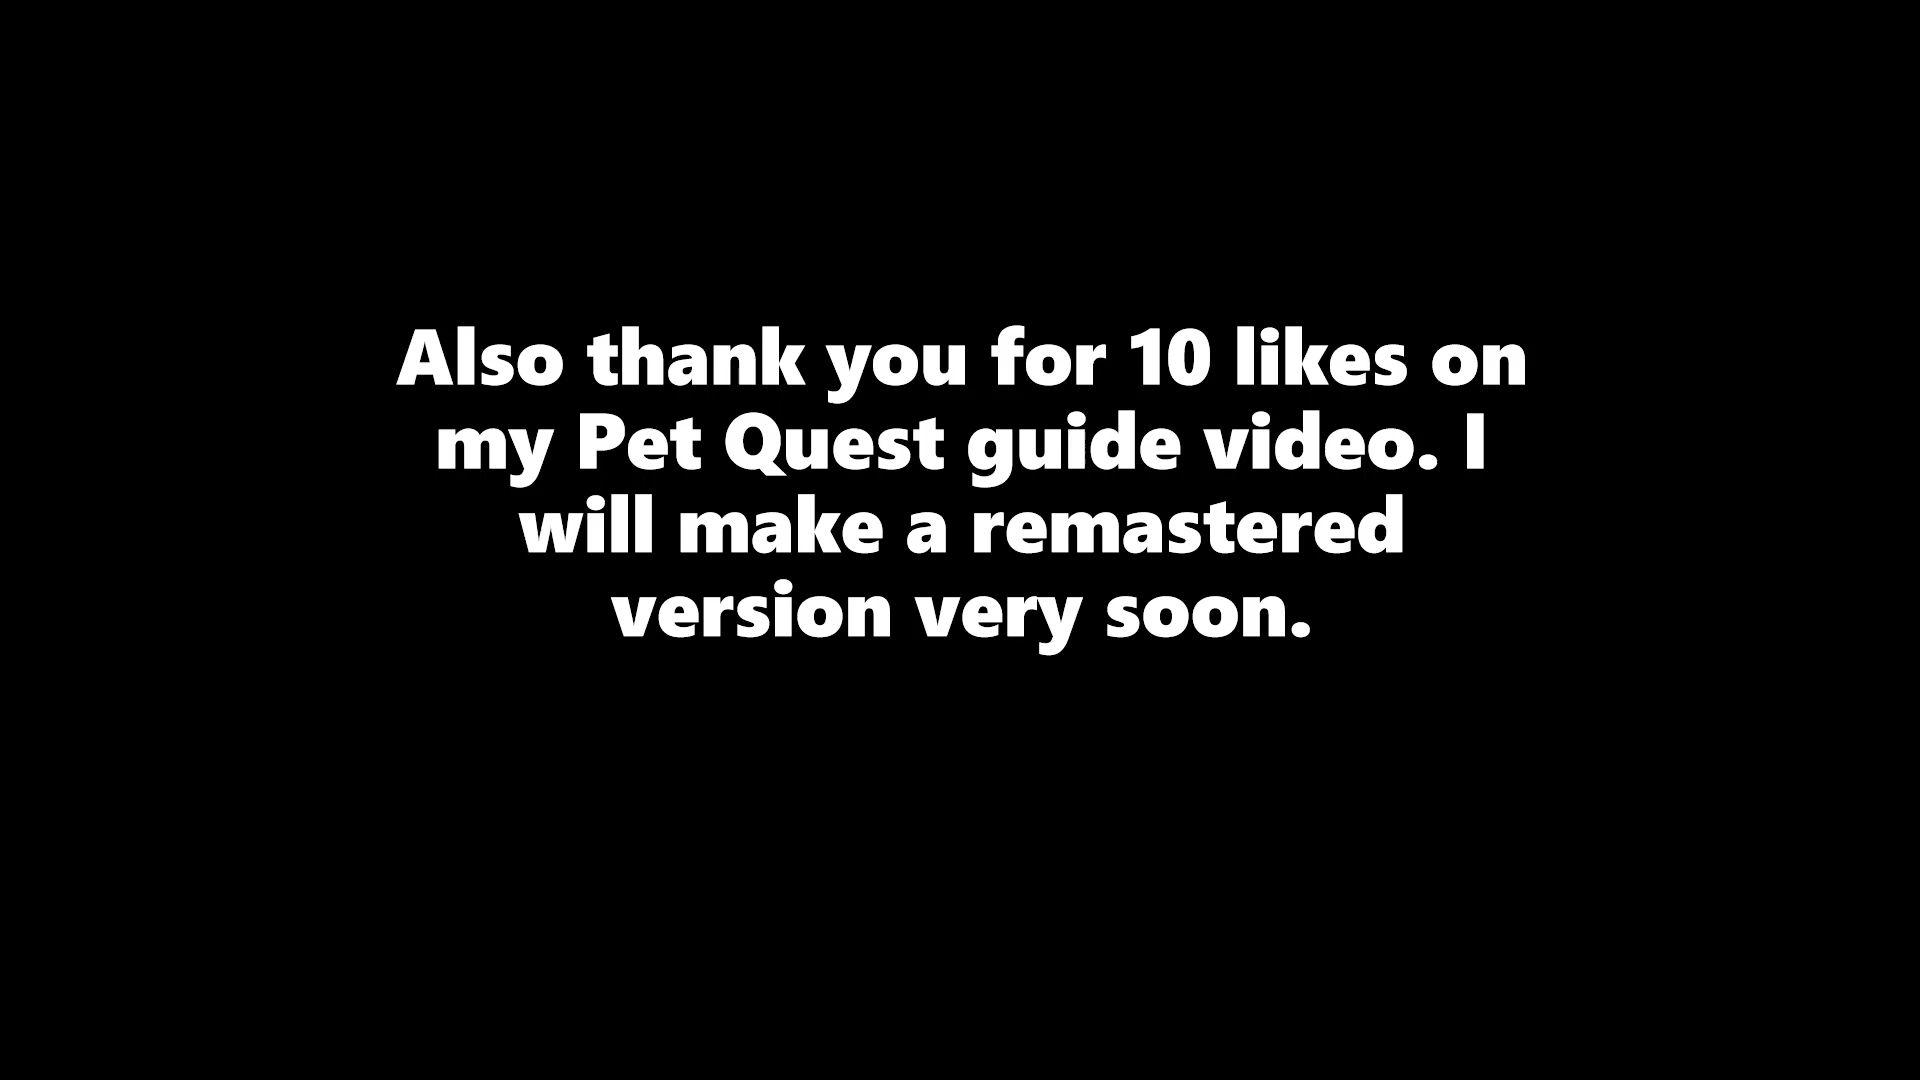 Also thank you for 10 likes on
my Pet Quest guide video. I
will make a remastered
version very soon.